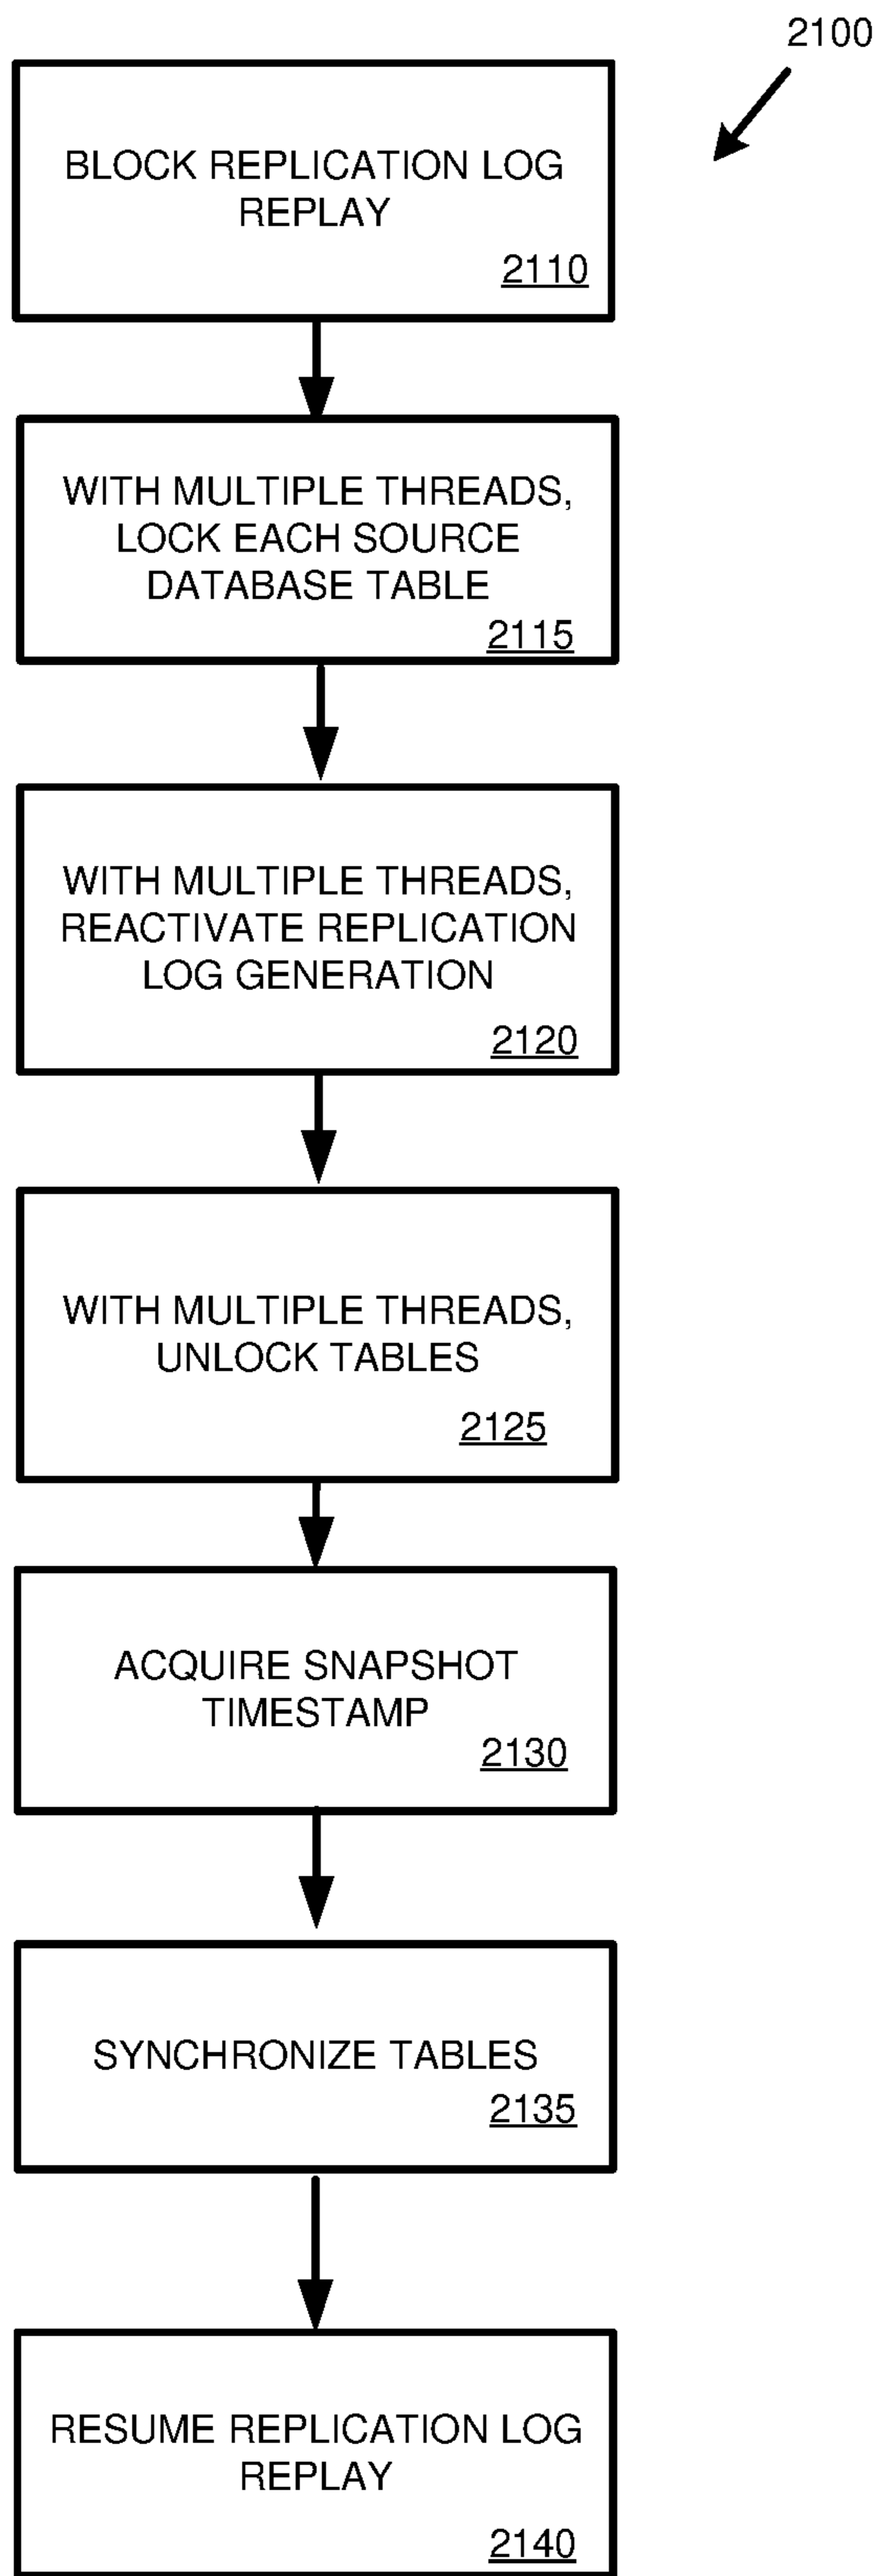 2100
BLOCK REPLICATION LOG
REPLAY
2110
WITH MULTIPLE THREADS,
LOCK EACH SOURCE
DATABASE TABLE
2115
WITH MULTIPLE THREADS,
REACTIVATE REPLICATION
LOG GENERATION
2120
WITH MULTIPLE THREADS,
UNLOCK TABLES
2125
ACQUIRE SNAPSHOT
TIMESTAMP
2130
SYNCHRONIZE TABLES
2135
RESUME REPLICATION LOG
REPLAY
2140